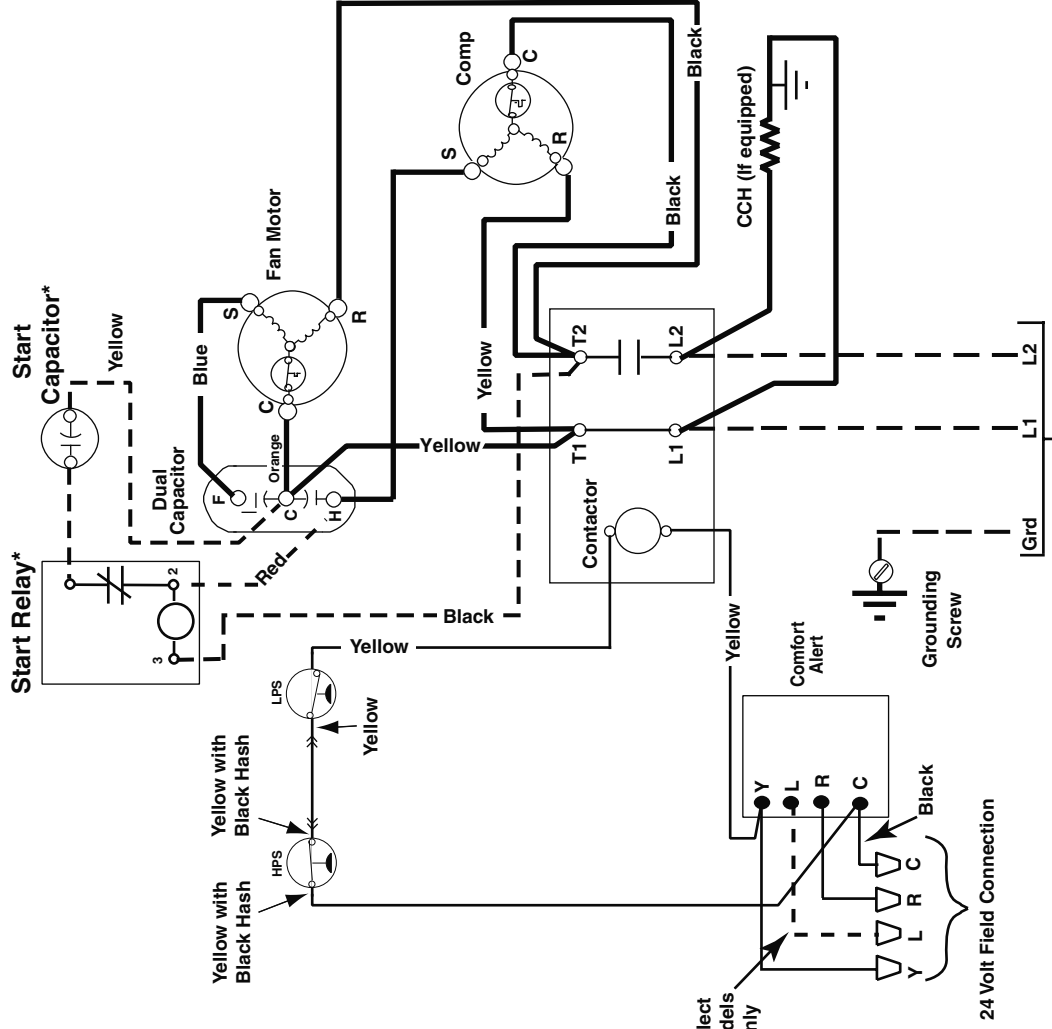 Start
Capacitor*
Yellow
Start Relay*
2
3
Red
Dual
Capacitor
F
C
H
Blue
Orange
Fan Motor
S
R
C
Comp
C
S
R
Black
Black
Yellow
Yellow
CCH (If equipped)
T2
T1
L2
L1
Contactor
Black
Yellow
LPS
Yellow
Yellow with
Black Hash
HPS
Yellow with
Black Hash
Yellow
Comfort
Alert
Y
L
R
C
Black
Grounding
Screw
Grd
L1
L2
Y
L
R
C
24 Volt Field Connection